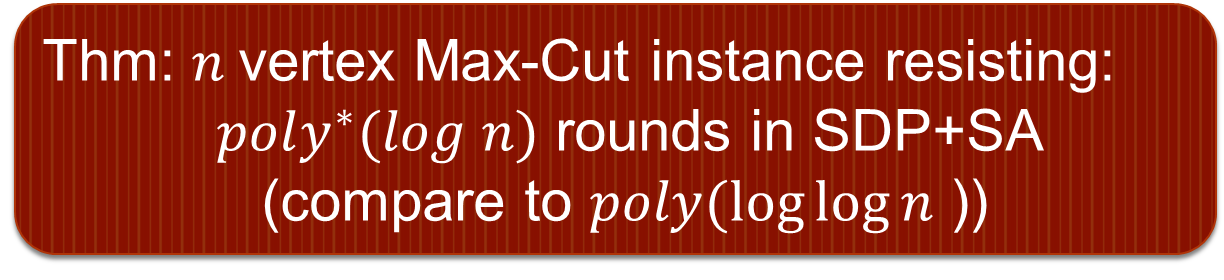 Thm: n vertex Max-Cut instance resisting:
poly*(log n) rounds in SDP+SA
(compare to poly(log log n ))